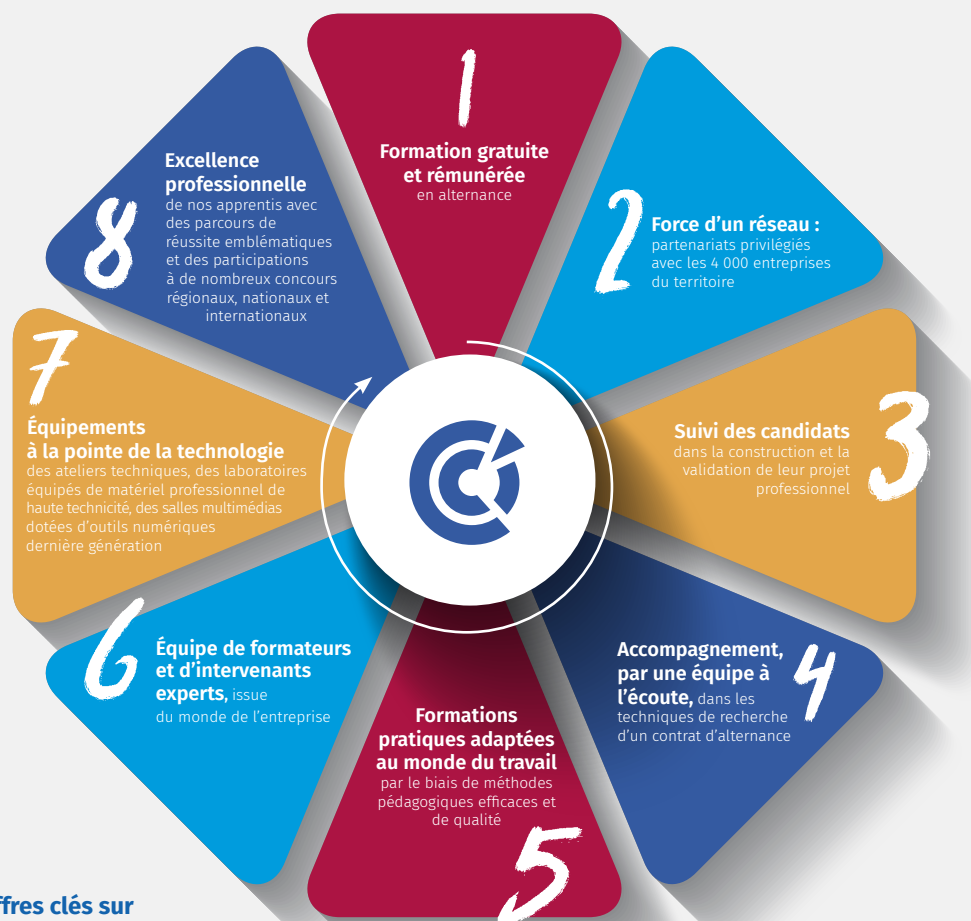 1
Formation gratuite
et rémunérée
en alternance
2
Force d'un réseau :
partenariats privilégiés
avec les 4 000 entreprises
du territoire
3
Suivi des candidats
dans la construction et la
validation de leur projet
professionnel
4
Accompagnement,
par une équipe à
l'écoute, dans les
techniques de recherche
d'un contrat d'alternance
5
Formations
pratiques adaptées
au monde du travail
par le biais de méthodes
pédagogiques efficaces et
de qualité
6
Équipe de formateurs
et d'intervenants
experts, issue
du monde de l'entreprise
7
Équipements
à la pointe de la technologie
des ateliers techniques, des laboratoires
équipés de matériel professionnel de
haute technicité, des salles multimédias
dotées d'outils numériques
dernière génération
8
Excellence
professionnelle
de nos apprentis avec
des parcours de
réussite emblématiques
et des participations
à de nombreux concours
régionaux, nationaux et
internationaux
clés sur